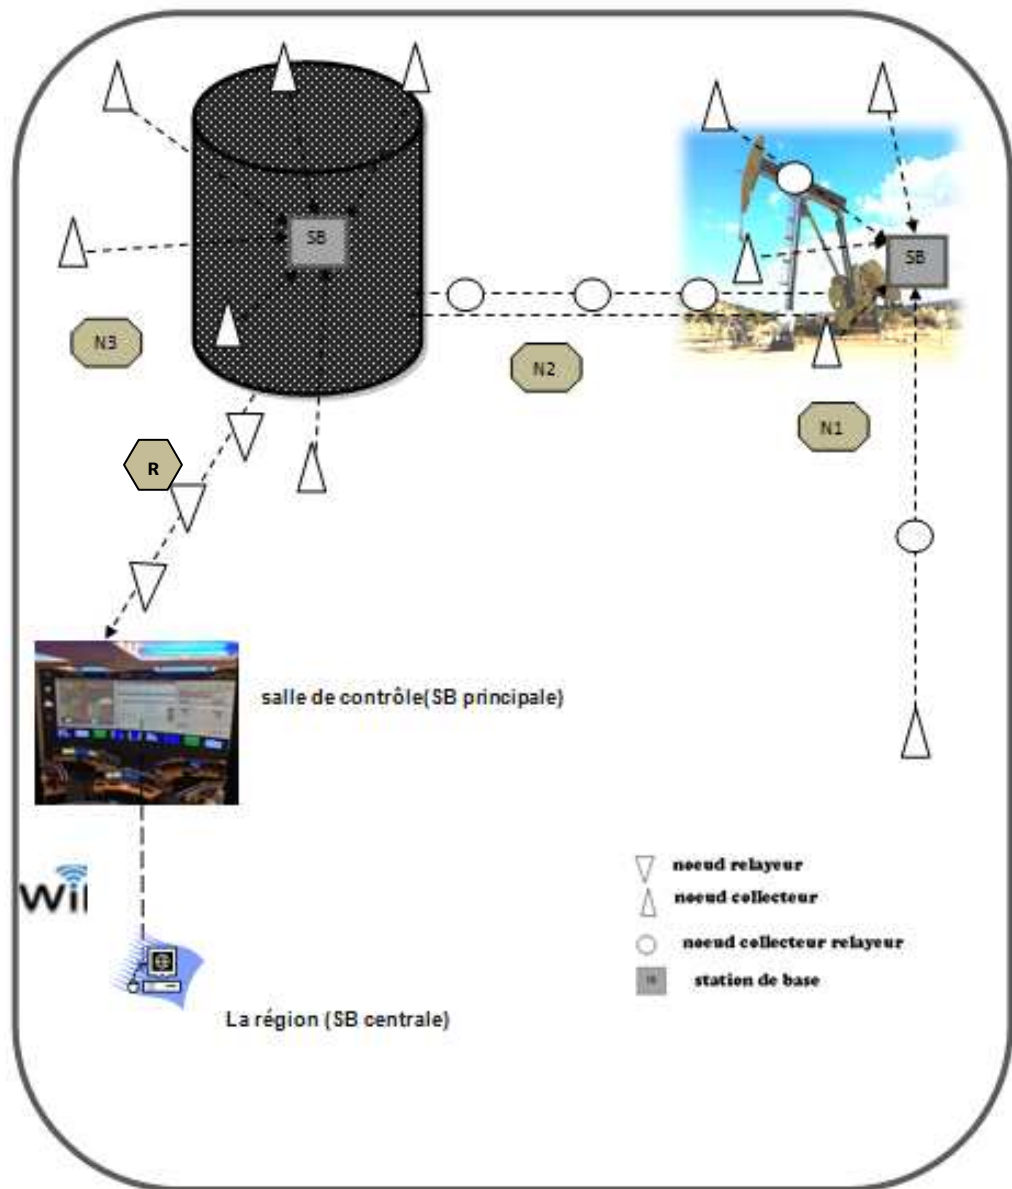 SB
SB
N3
N2
N1
R
salle de contrôle(SB principale)
Wi
noeud relayeur
noeud collecteur
noeud collecteur relayeur
station de base
La région (SB centrale)